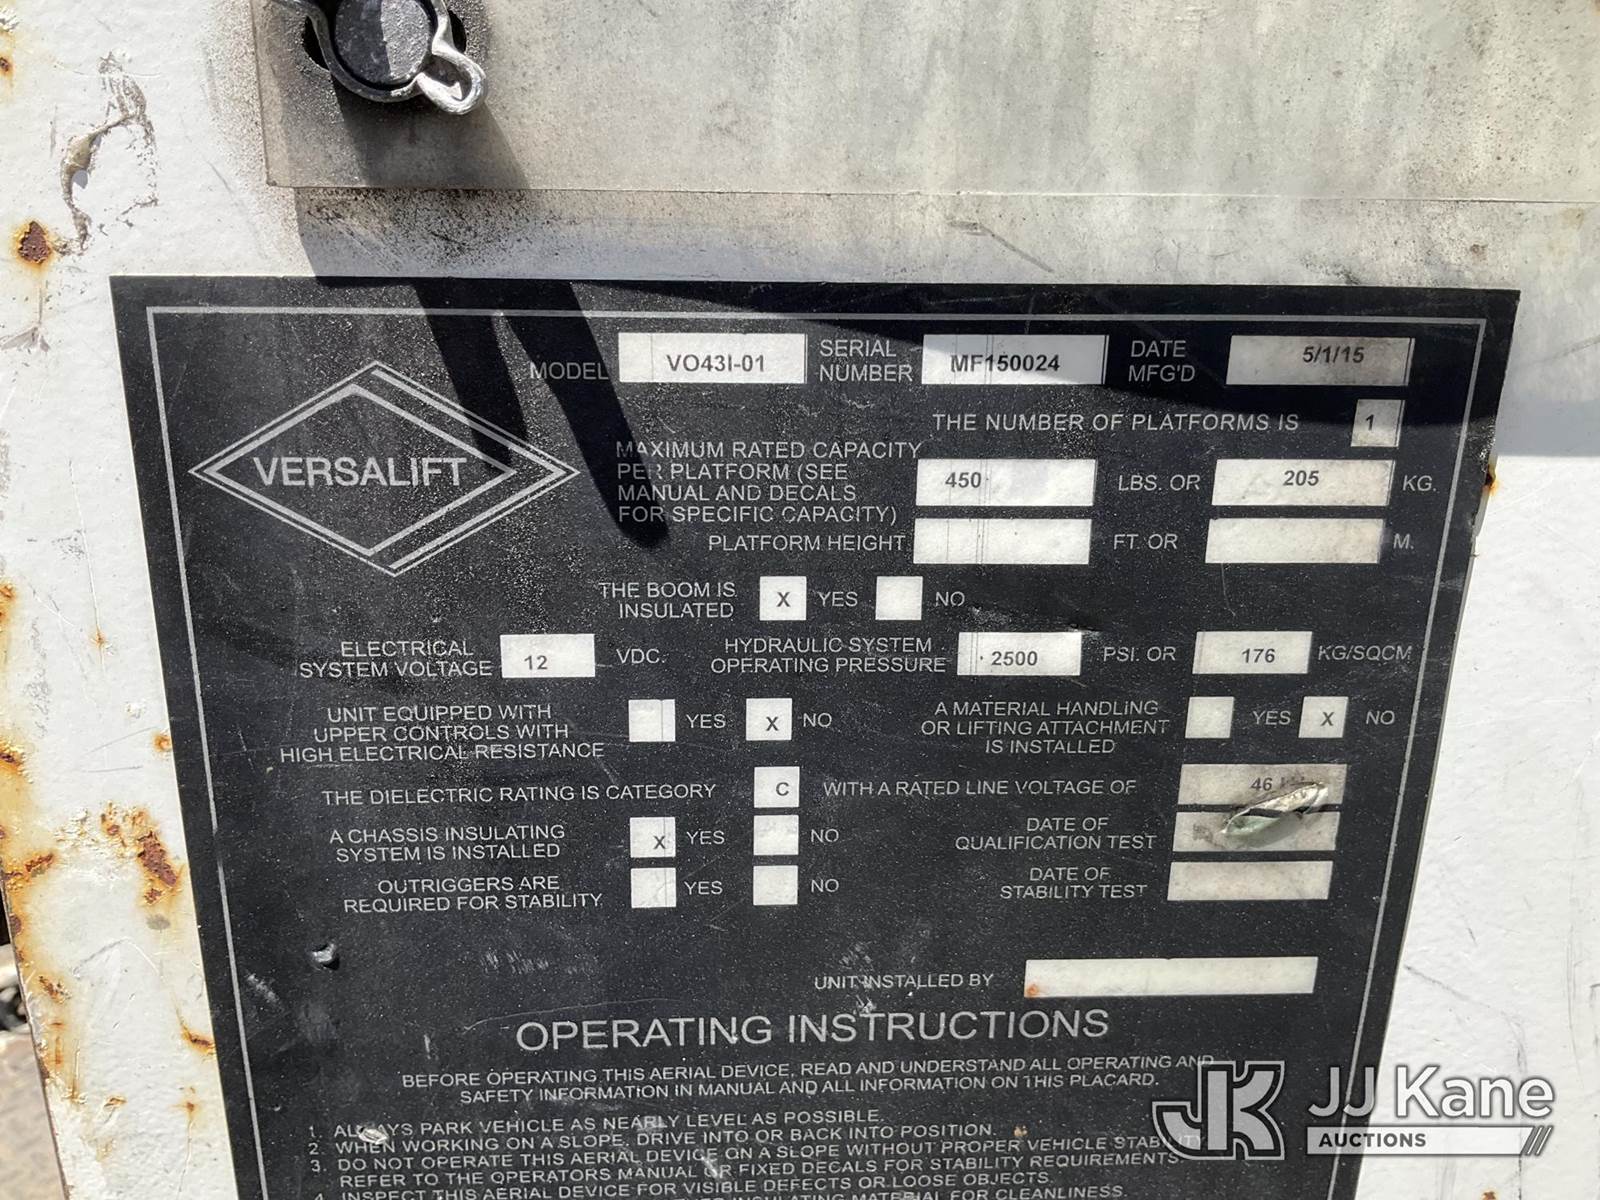 MODEL VO43I-01 SERIAL NUMBER MF150024 DATE MFG'D 5/1/15
THE NUMBER OF PLATFORMS IS 1
VERSALIFT
MAXIMUM RATED CAPACITY
PER PLATFORM (SEE
MANUAL AND DECALS
FOR SPECIFIC CAPACITY) 450 LBS. OR 205 KG.
PLATFORM HEIGHT FT. OR M.
THE BOOM IS INSULATED X YES NO
ELECTRICAL SYSTEM VOLTAGE 12 VDC. HYDRAULIC SYSTEM OPERATING PRESSURE 2500 PSI. OR 176 KG/SQCM
UNIT EQUIPPED WITH
UPPER CONTROLS WITH
HIGH ELECTRICAL RESISTANCE YES X NO
A MATERIAL HANDLING
OR LIFTING ATTACHMENT
IS INSTALLED YES X NO
THE DIELECTRIC RATING IS CATEGORY C WITH A RATED LINE VOLTAGE OF 46
A CHASSIS INSULATING
SYSTEM IS INSTALLED X YES NO
DATE OF
QUALIFICATION TEST
OUTRIGGERS ARE
REQUIRED FOR STABILITY YES NO
DATE OF
STABILITY TEST
UNIT INSTALLED BY
OPERATING INSTRUCTIONS
BEFORE OPERATING THIS AERIAL DEVICE, READ AND UNDERSTAND ALL OPERATING AND
SAFETY INFORMATION IN MANUAL AND ALL INFORMATION ON THIS PLACARD.
1. ALWAYS PARK VEHICLE AS NEARLY LEVEL AS POSSIBLE.
2. WHEN WORKING ON A SLOPE, DRIVE INTO OR BACK INTO POSITION.
3. DO NOT OPERATE THIS AERIAL DEVICE ON A SLOPE WITHOUT PROPER VEHICLE STABILITY
REFER TO THE OPERATORS MANUAL OR FIXED DECALS FOR STABILITY REQUIREMENTS.
4. INSPECT THIS AERIAL DEVICE FOR VISIBLE DEFECTS OR LOOSE OBJECTS.
INSULATING MATERIAL FOR CLEANLINESS.
JK JJ Kane
AUCTIONS